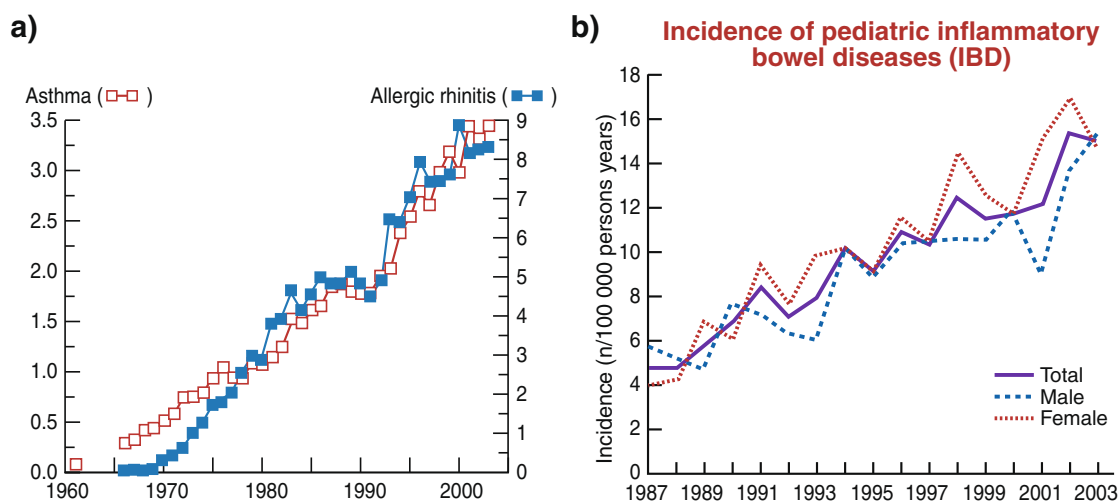 a)
Asthma ( )
Allergic rhinitis ( )
3.5
3.0
2.5
2.0
1.5
1.0
0.5
0.0
9
8
7
6
5
4
3
2
1
0
1960 1970 1980 1990 2000
b)
Incidence of pediatric inflammatory
bowel diseases (IBD)
Incidence (n/100 000 persons years)
18
16
14
12
10
8
6
4
2
0
Total
Male
Female
1987 1989 1991 1993 1995 1997 1999 2001 2003